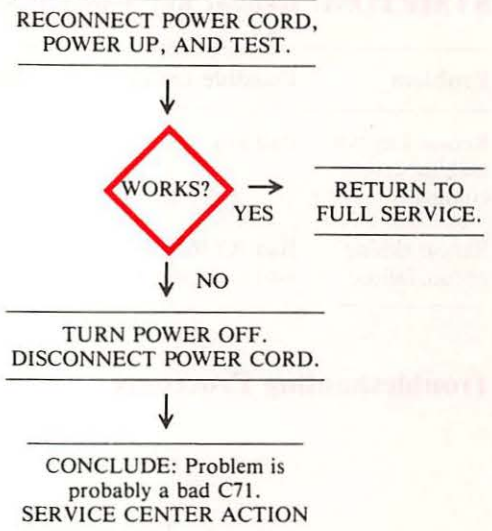 RECONNECT POWER CORD,
POWER UP, AND TEST.
WORKS?
YES
RETURN TO
FULL SERVICE.
NO
TURN POWER OFF.
DISCONNECT POWER CORD.
CONCLUDE: Problem is
probably a bad C71.
SERVICE CENTER ACTION